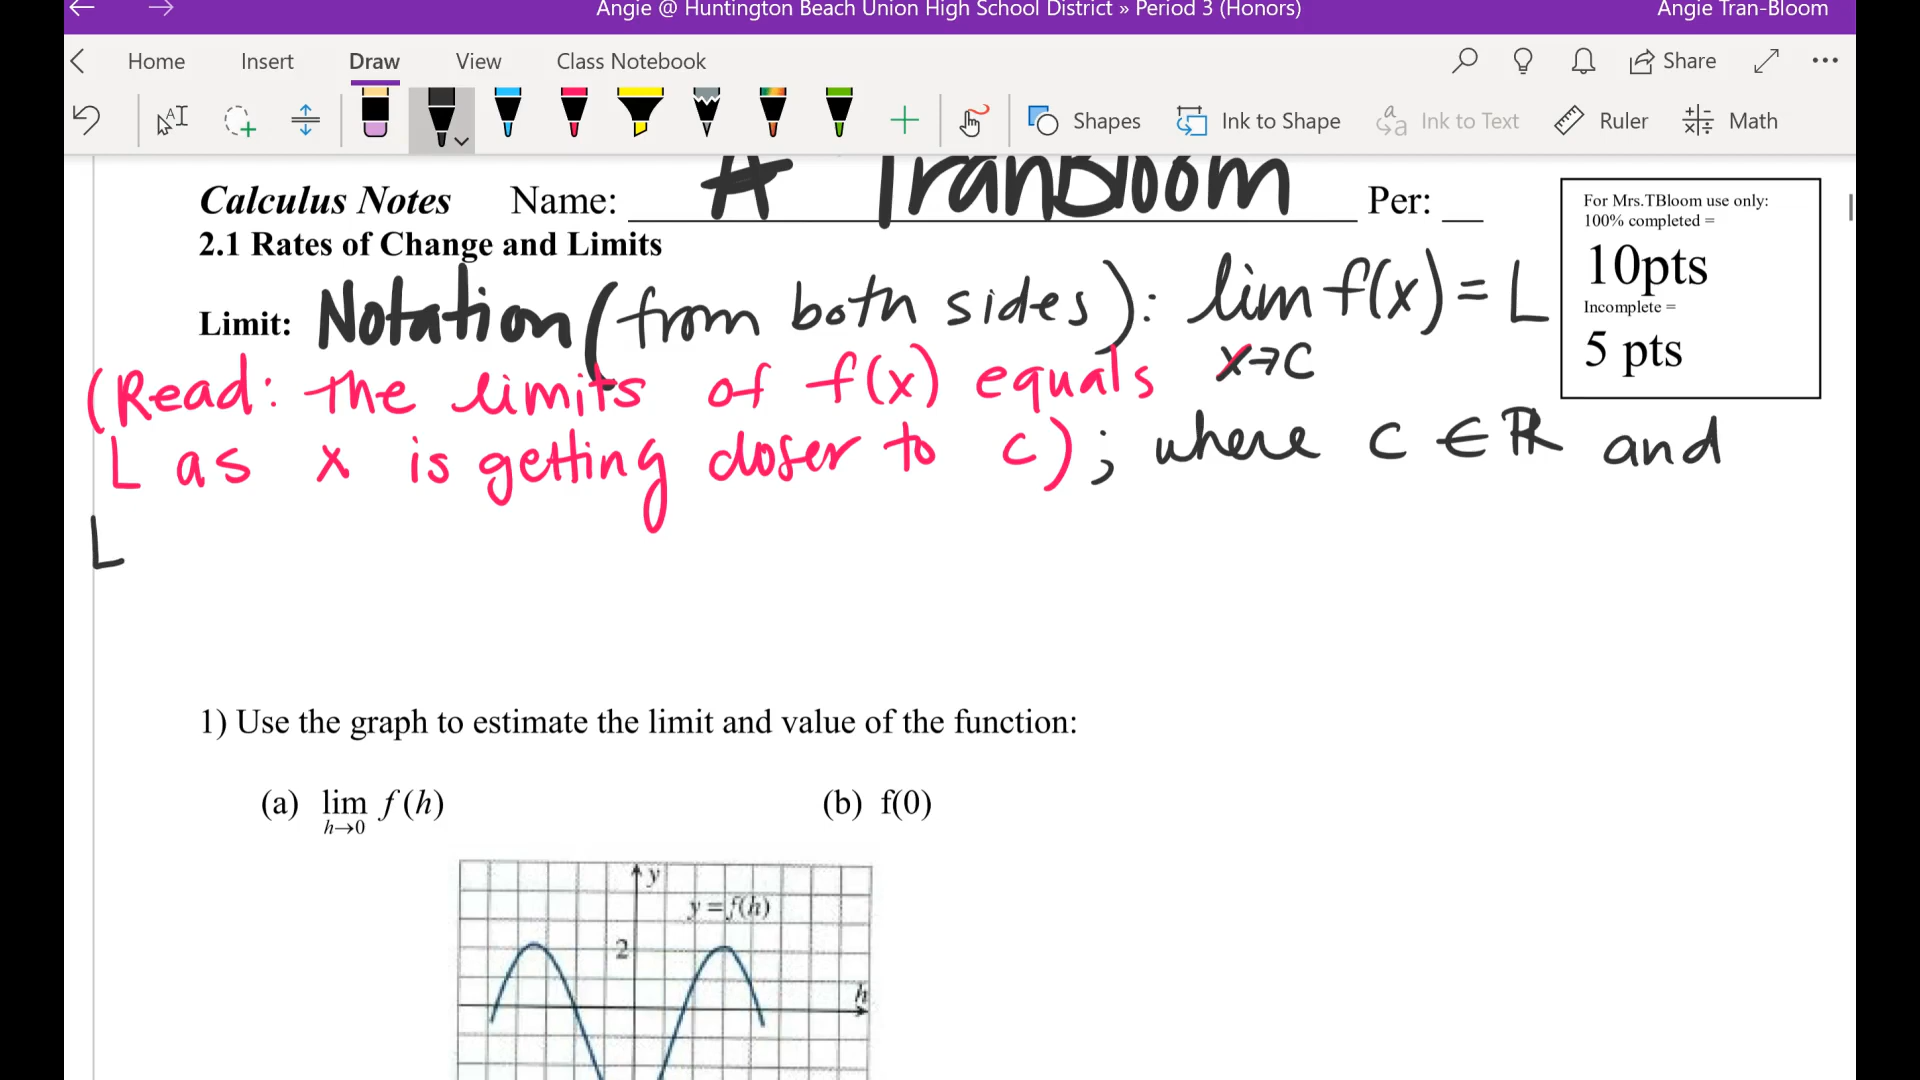 Angie @ Huntington Beach Union High School District » Period 3 (Honors) Angie Tran-Bloom
Home Insert Draw View Class Notebook Share
Shapes Ink to Shape Ink to Text Ruler Math
Calculus Notes Name: A TranBloom Per:
For Mrs.TBloom use only:
100% completed =
10pts
Incomplete =
5 pts
2.1 Rates of Change and Limits
Limit: Notation (from both sides): lim f(x) = L
x→c
(Read: the limits of f(x) equals
L as x is getting closer to c); where c ∈ ℝ and
L
1) Use the graph to estimate the limit and value of the function:
(a) lim f(h) (b) f(0)
h→0
y
y = f(h)
2
h